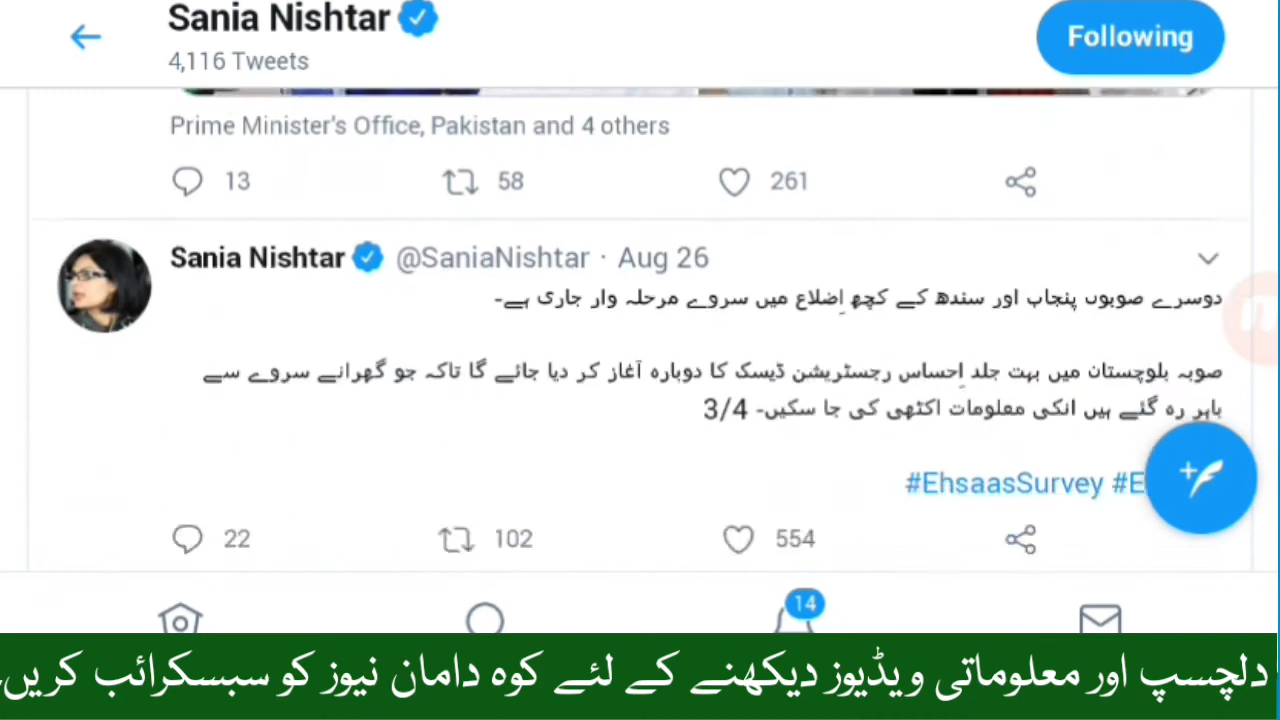 Sania Nishtar
4,116 Tweets
Following
Prime Minister's Office, Pakistan and 4 others
13 58 261
Sania Nishtar @SaniaNishtar · Aug 26
دوسرے صوبوں پنجاب اور سندھ کے کچھ اِضلاع میں سروے مرحلہ وار جاری ہے۔
صوبہ بلوچستان میں بہت جلد اِحساس رجسٹریشن ڈیسک کا دوبارہ آغاز کر دیا جائے گا تاکہ جو گھرانے سروے سے
باہر رہ گئے ہیں انکی معلومات اکٹھی کی جا سکیں۔ 3/4
#EhsaasSurvey #E
22 102 554
14
دلچسپ اور معلوماتی ویڈیوز دیکھنے کے لئے کوہ دامان نیوز کو سبسکرائب کریں۔